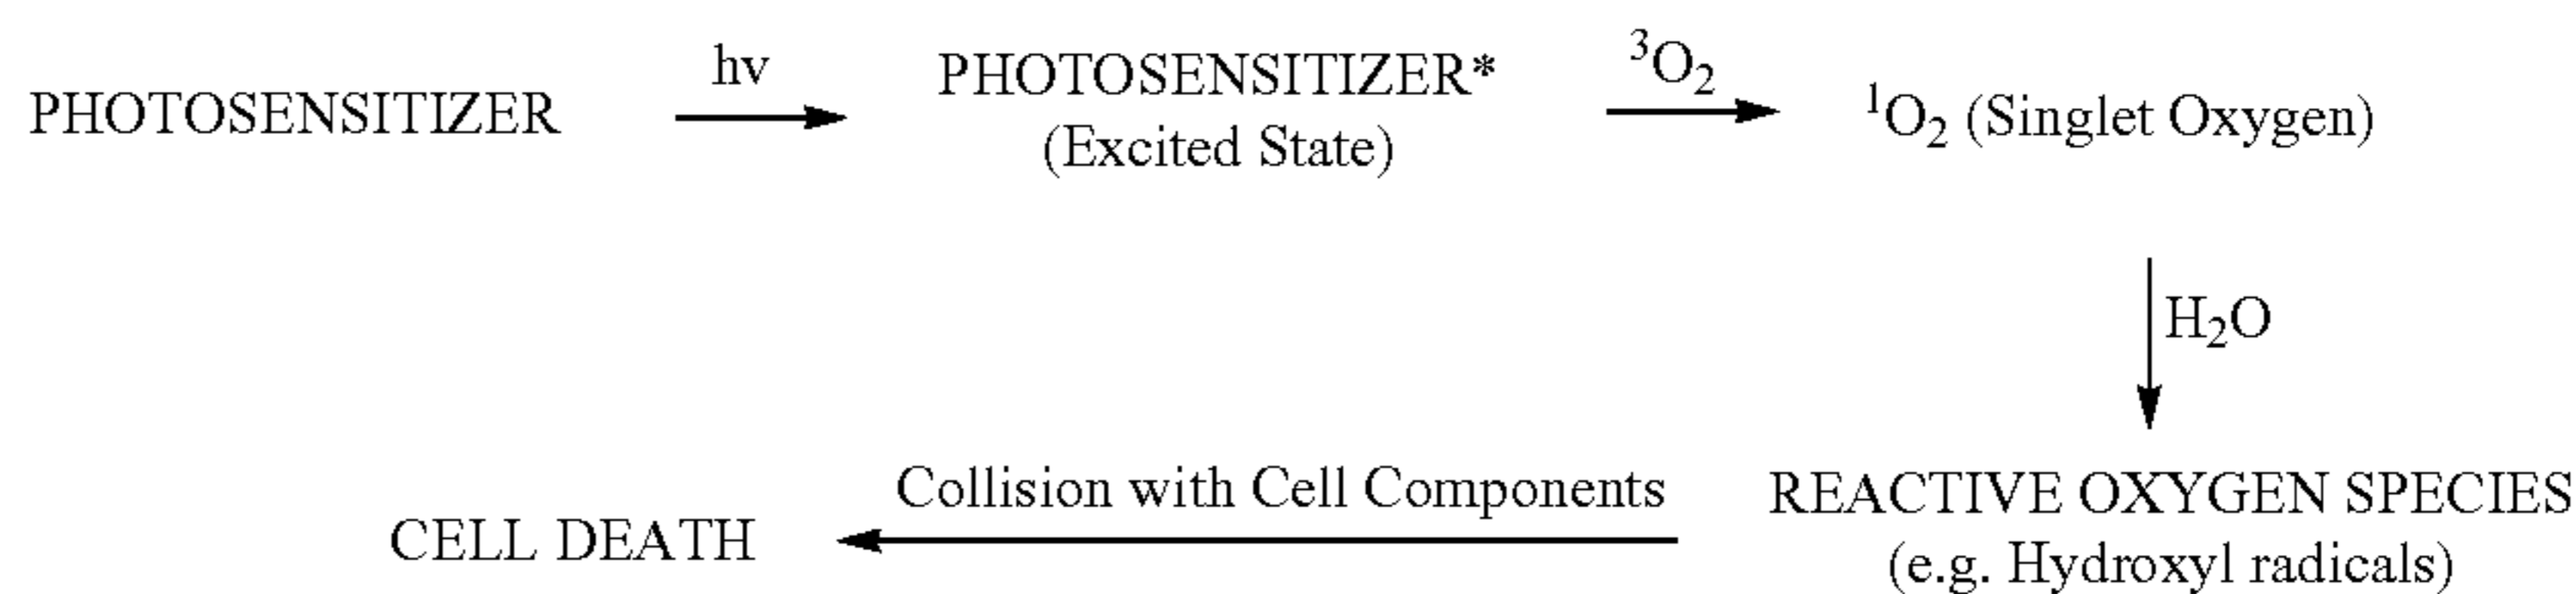 PHOTOSENSITIZER
hv
PHOTOSENSITIZER*
(Excited State)
³O₂
¹O₂ (Singlet Oxygen)
H₂O
REACTIVE OXYGEN SPECIES
(e.g. Hydroxyl radicals)
Collision with Cell Components
CELL DEATH